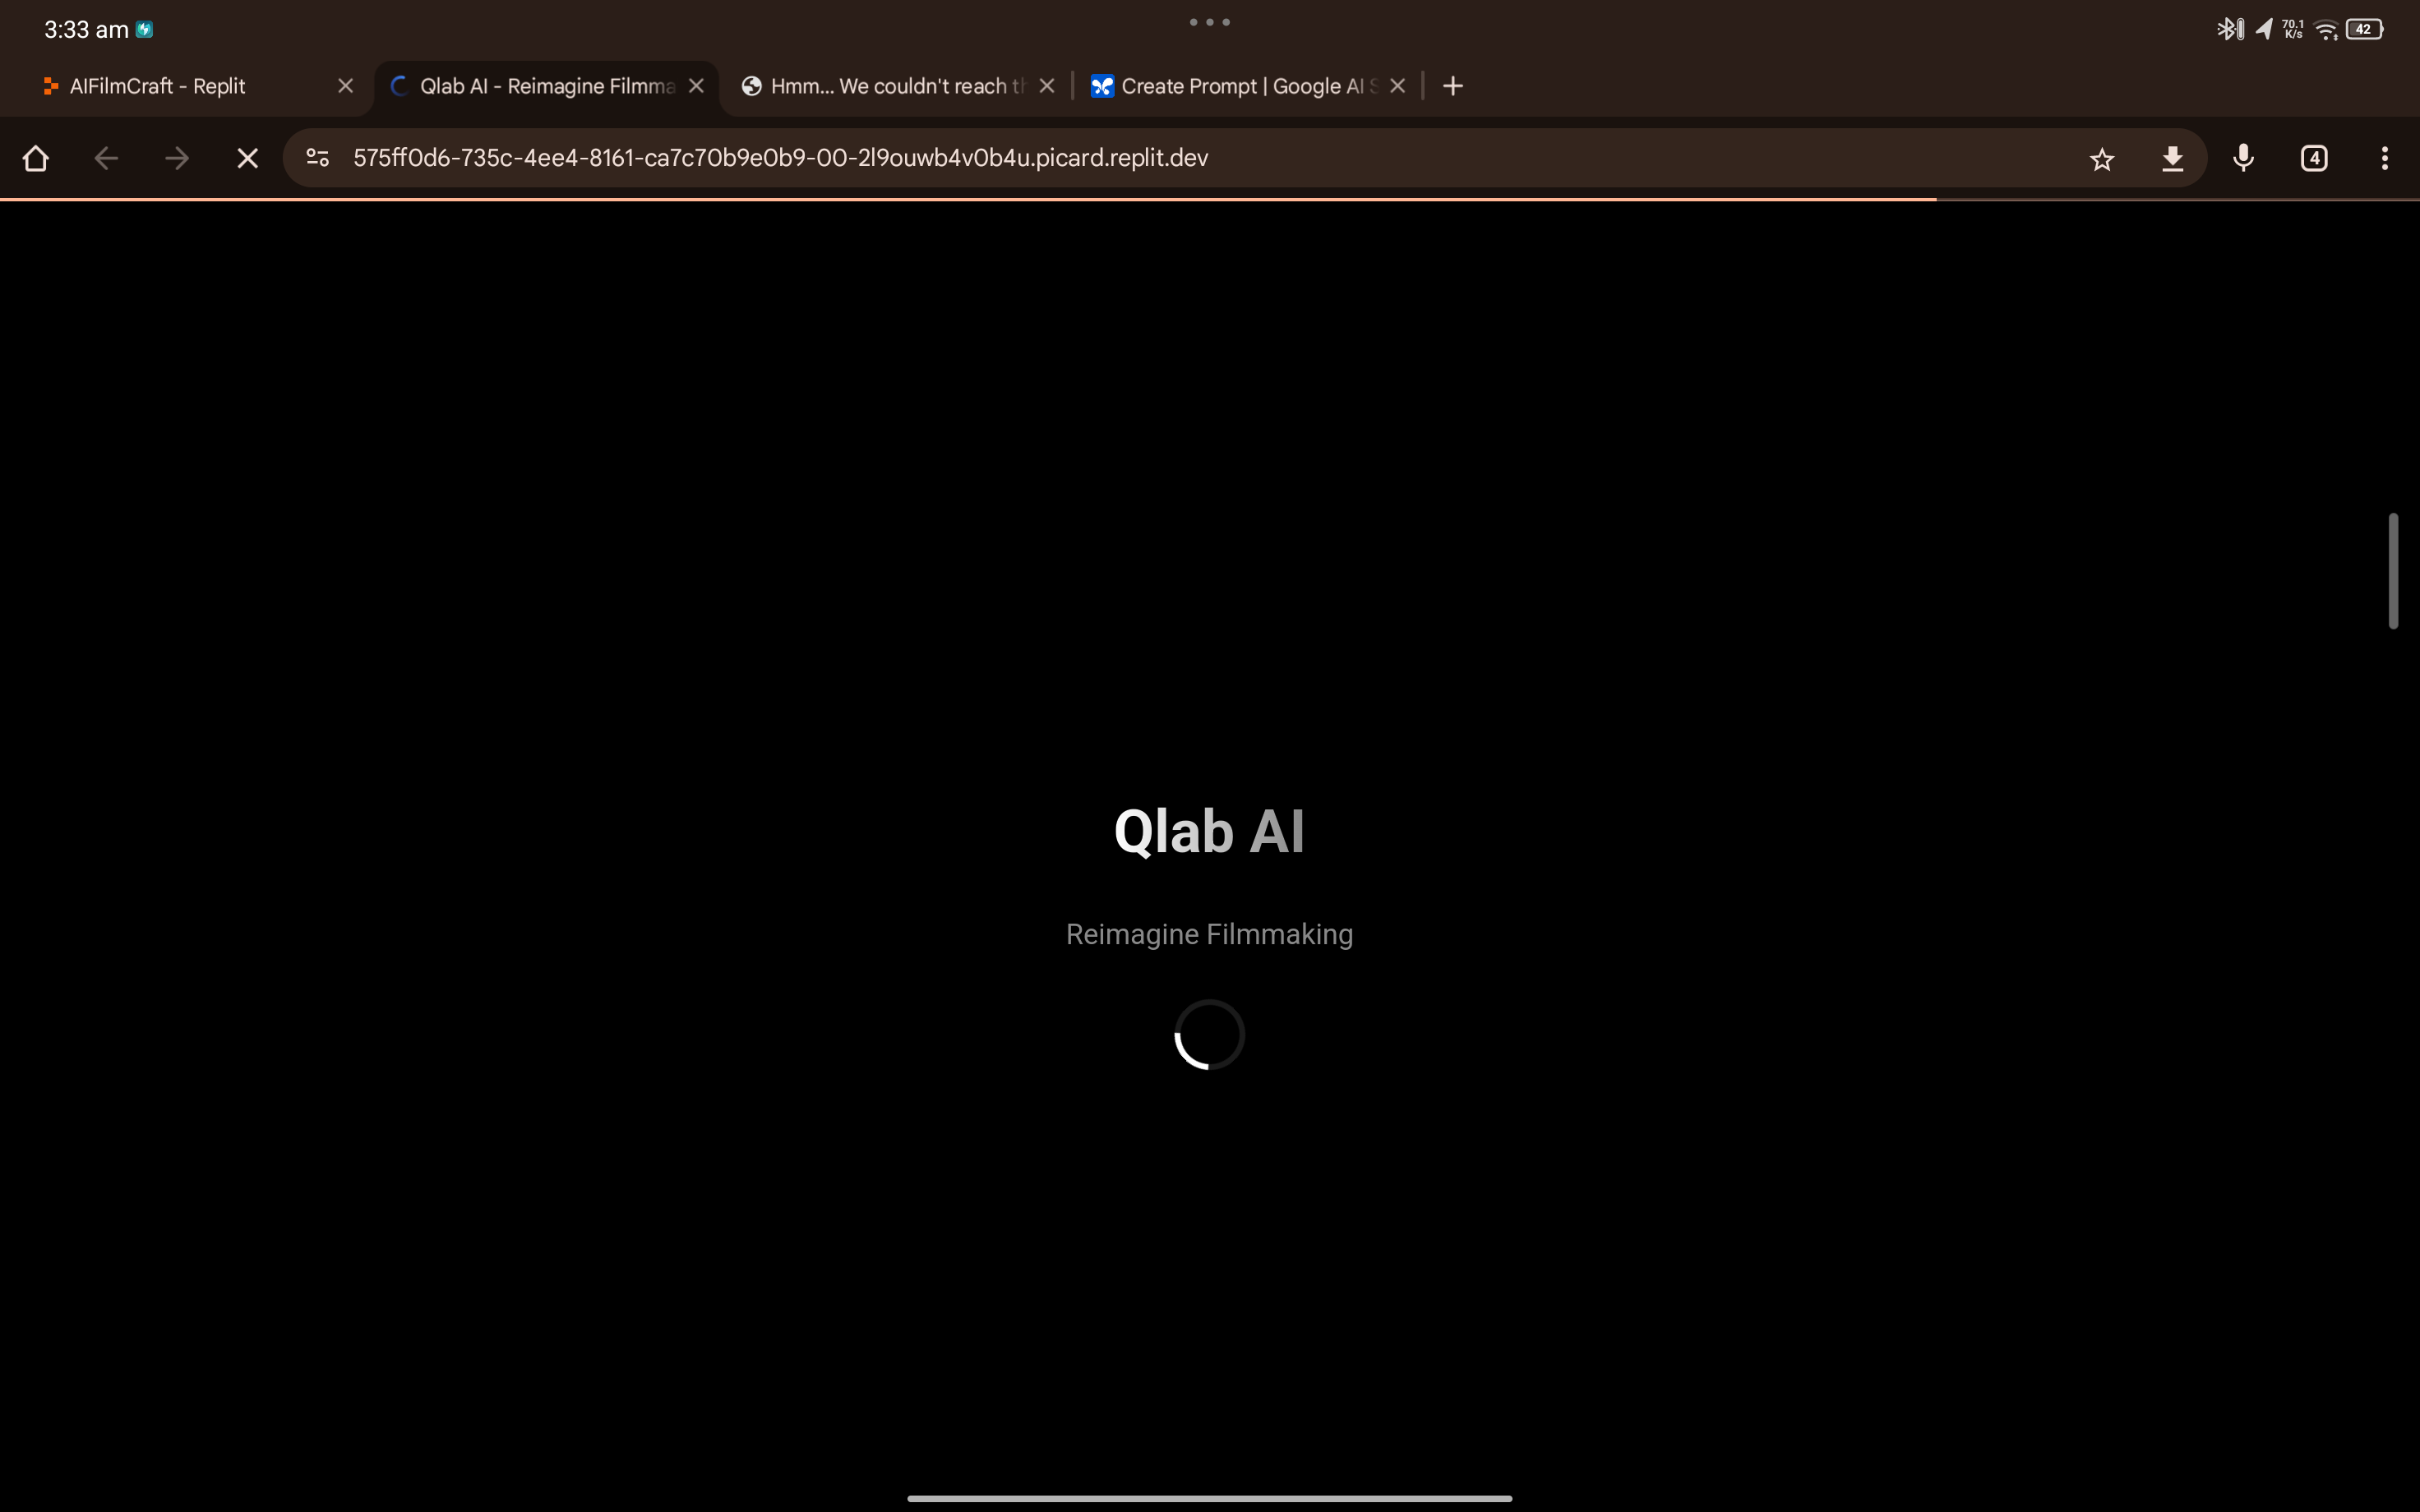 3:33 am
70.1
K/s
42
AIFilmCraft - Replit
Qlab AI - Reimagine Filmma
Hmm... We couldn't reach th
Create Prompt | Google AI S
575ff0d6-735c-4ee4-8161-ca7c70b9e0b9-00-2l9ouwb4v0b4u.picard.replit.dev
4
Qlab AI
Reimagine Filmmaking